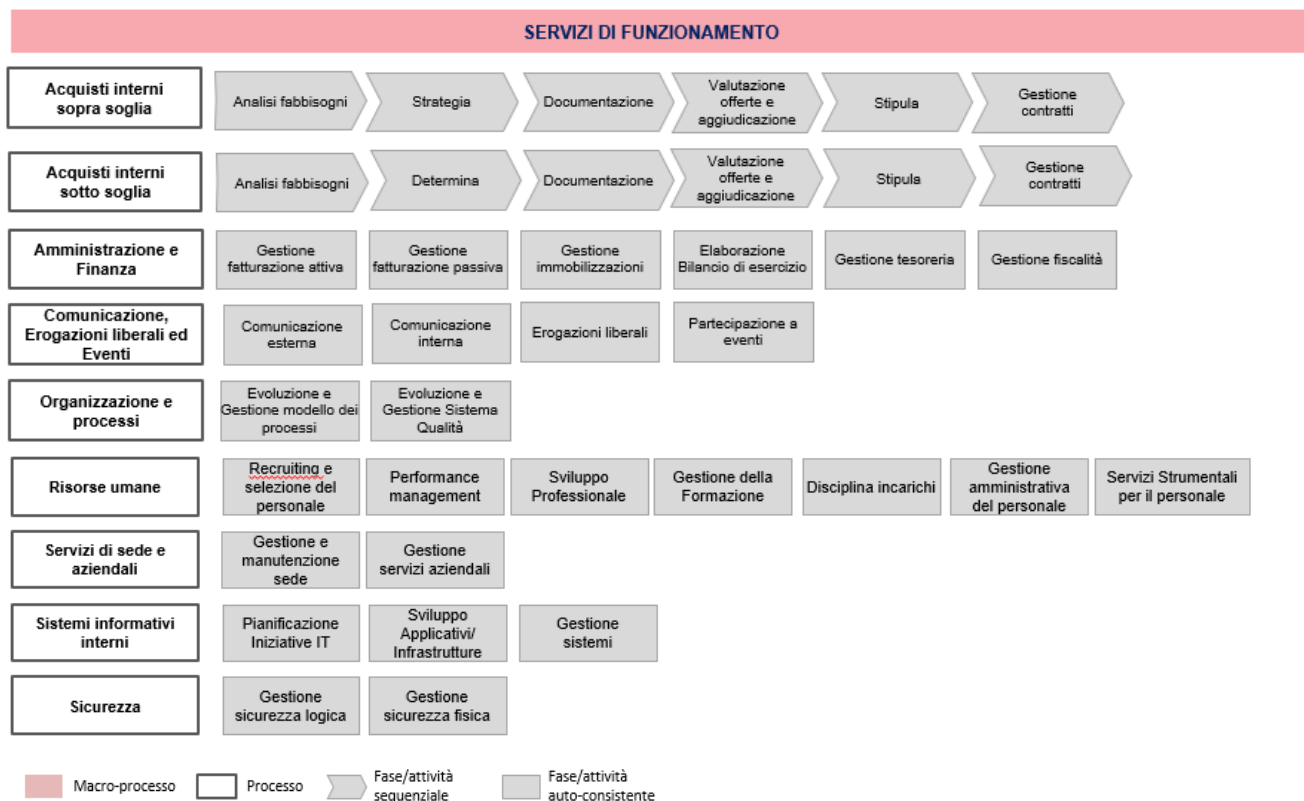 SERVIZI DI FUNZIONAMENTO
Acquisti interni
sopra soglia
Analisi fabbisogni
Strategia
Documentazione
Valutazione
offerte e
aggiudicazione
Stipula
Gestione
contratti
Acquisti interni
sotto soglia
Analisi fabbisogni
Determina
Documentazione
Valutazione
offerte e
aggiudicazione
Stipula
Gestione
contratti
Amministrazione e
Finanza
Gestione
fatturazione attiva
Gestione
fatturazione passiva
Gestione
immobilizzazioni
Elaborazione
Bilancio di esercizio
Gestione tesoreria
Gestione fiscalità
Comunicazione,
Erogazioni liberali ed
Eventi
Comunicazione
esterna
Comunicazione
interna
Erogazioni liberali
Partecipazione a
eventi
Organizzazione e
processi
Evoluzione e
Gestione modello dei
processi
Evoluzione e
Gestione Sistema
Qualità
Risorse umane
Recruiting e
selezione del
personale
Performance
management
Sviluppo
Professionale
Gestione della
Formazione
Disciplina incarichi
Gestione
amministrativa
del personale
Servizi Strumentali
per il personale
Servizi di sede e
aziendali
Gestione e
manutenzione
sede
Gestione
servizi aziendali
Sistemi informativi
interni
Pianificazione
Iniziative IT
Sviluppo
Applicativi/
Infrastrutture
Gestione
sistemi
Sicurezza
Gestione
sicurezza logica
Gestione
sicurezza fisica
Macro-processo
Processo
Fase/attività
sequenziale
Fase/attività
auto-consistente